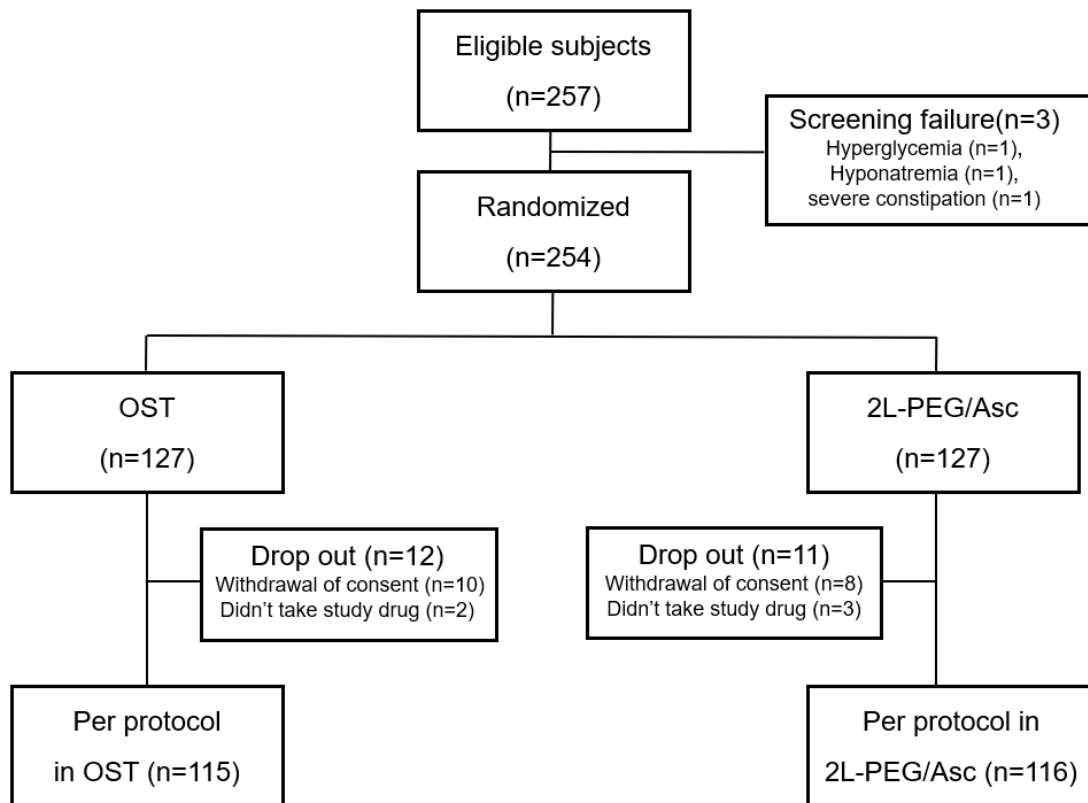 Eligible subjects
(n=257)
Screening failure(n=3)
Hyperglycemia (n=1),
Hyponatremia (n=1),
severe constipation (n=1)
Randomized
(n=254)
OST
(n=127)
2L-PEG/Asc
(n=127)
Drop out (n=12)
Withdrawal of consent (n=10)
Didn’t take study drug (n=2)
Drop out (n=11)
Withdrawal of consent (n=8)
Didn’t take study drug (n=3)
Per protocol
in OST (n=115)
Per protocol in
2L-PEG/Asc (n=116)